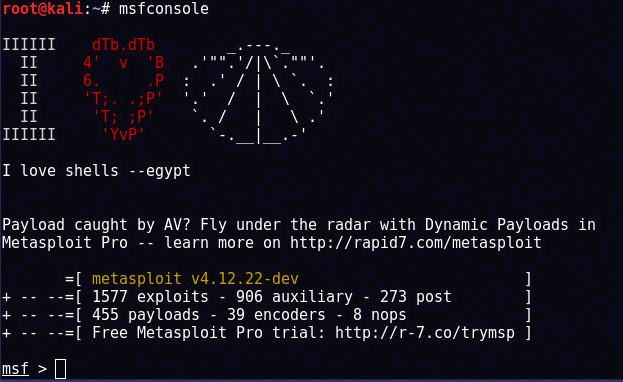 root@kali:~# msfconsole
IIIIII    dTb.dTb        _.---._
  II     4'  v  'B   .'"".'/|\`.""'.
  II     6.     .P  :  .' / | \ `.  :
  II     'T;. .;P'  '.'  /  |  \  `.'
  II      'T; ;P'    `. /   |   \ .'
IIIIII     'YvP'       `-.__|__.-'
I love shells --egypt
Payload caught by AV? Fly under the radar with Dynamic Payloads in
Metasploit Pro -- learn more on http://rapid7.com/metasploit
       =[ metasploit v4.12.22-dev                         ]
+ -- --=[ 1577 exploits - 906 auxiliary - 273 post        ]
+ -- --=[ 455 payloads - 39 encoders - 8 nops             ]
+ -- --=[ Free Metasploit Pro trial: http://r-7.co/trymsp ]
msf >